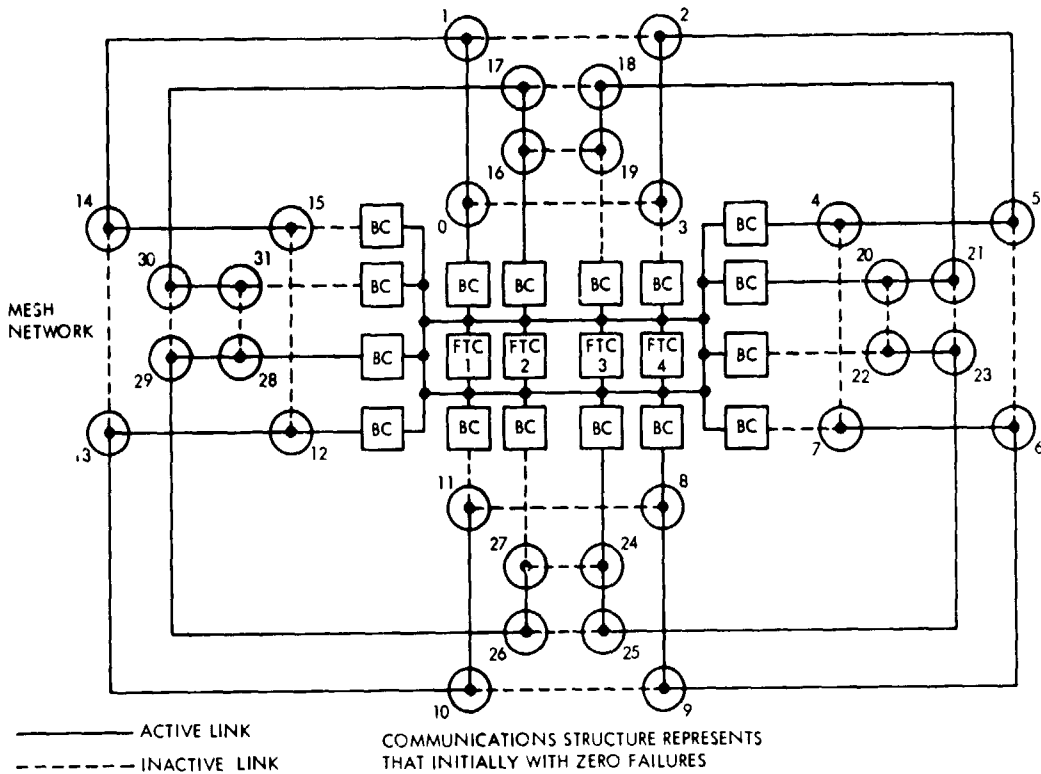 1
2
17
18
16
19
14
15
BC
0
3
BC
4
5
30
31
BC
BC
BC
BC
BC
BC
20
21
MESH
NETWORK
FTC
1
FTC
2
FTC
3
FTC
4
29
28
BC
BC
22
23
BC
BC
BC
BC
BC
BC
13
12
7
6
11
8
27
24
26
25
10
9
ACTIVE LINK
INACTIVE LINK
COMMUNICATIONS STRUCTURE REPRESENTS
THAT INITIALLY WITH ZERO FAILURES